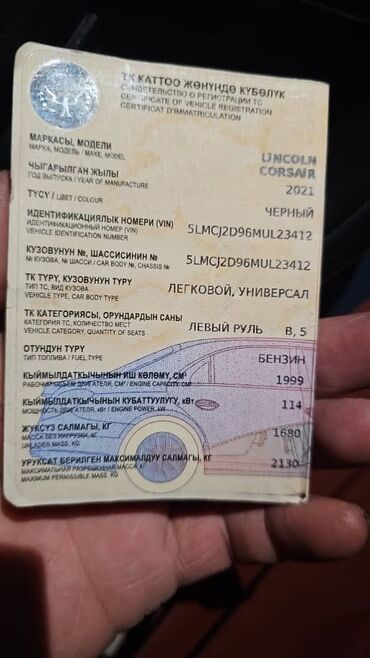 ТК КАТТОО ЖӨНҮНДӨ КҮБӨЛҮК
СВИДЕТЕЛЬСТВО О РЕГИСТРАЦИИ ТС
CERTIFICATE OF VEHICLE REGISTRATION
CERTIFICAT D'IMMATRICULATION
МАРКАСЫ, МОДЕЛИ
МАРКА, МОДЕЛЬ / MAKE, MODEL
LINCOLN
CORSAIR
ЧЫГАРЫЛГАН ЖЫЛЫ
ГОД ВЫПУСКА / YEAR OF MANUFACTURE
2021
ТҮСҮ / ЦВЕТ / COLOUR
ЧЕРНЫЙ
ИДЕНТИФИКАЦИЯЛЫК НОМЕРИ (VIN)
ИДЕНТИФИКАЦИОННЫЙ НОМЕР (VIN)
VEHICLE IDENTIFICATION NUMBER
5LMCJ2D96MUL23412
КУЗОВУНУН №, ШАССИСИНИН №
№ КУЗОВА, № ШАССИ / CAR BODY №, CHASSIS №
5LMCJ2D96MUL23412
ТК ТҮРҮ, КУЗОВУНУН ТҮРҮ
ТИП ТС, ВИД КУЗОВА
VEHICLE TYPE, CAR BODY TYPE
ЛЕГКОВОЙ, УНИВЕРСАЛ
ТК КАТЕГОРИЯСЫ, ОРУНДАРДЫН САНЫ
КАТЕГОРИЯ ТС, КОЛИЧЕСТВО МЕСТ
VEHICLE CATEGORY, QUANTITY OF SEATS
ЛЕВЫЙ РУЛЬ B, 5
ОТУНДУН ТҮРҮ
ТИП ТОПЛИВА / FUEL TYPE
БЕНЗИН
КЫЙМЫЛДАТКЫЧЫНЫН ИШ КӨЛӨМҮ, СМ³
РАБОЧИЙ ОБЪЕМ ДВИГАТЕЛЯ, СМ³ / ENGINE CAPACITY, CM³
1999
КЫЙМЫЛДАТКЫЧЫНЫН КУБАТТУУЛУГУ, кВт
МОЩНОСТЬ ДВИГАТЕЛЯ, кВт / ENGINE POWER, kW
114
ЖҮКСҮЗ САЛМАГЫ, КГ
МАССА БЕЗ НАГРУЗКИ, КГ
UNLADEN MASS, KG
1680
УРУКСАТ БЕРИЛГЕН МАКСИМАЛДУУ САЛМАГЫ, КГ
МАКСИМАЛЬНАЯ РАЗРЕШЕННАЯ МАССА, КГ
MAXIMUM PERMISSIBLE MASS, KG
2130